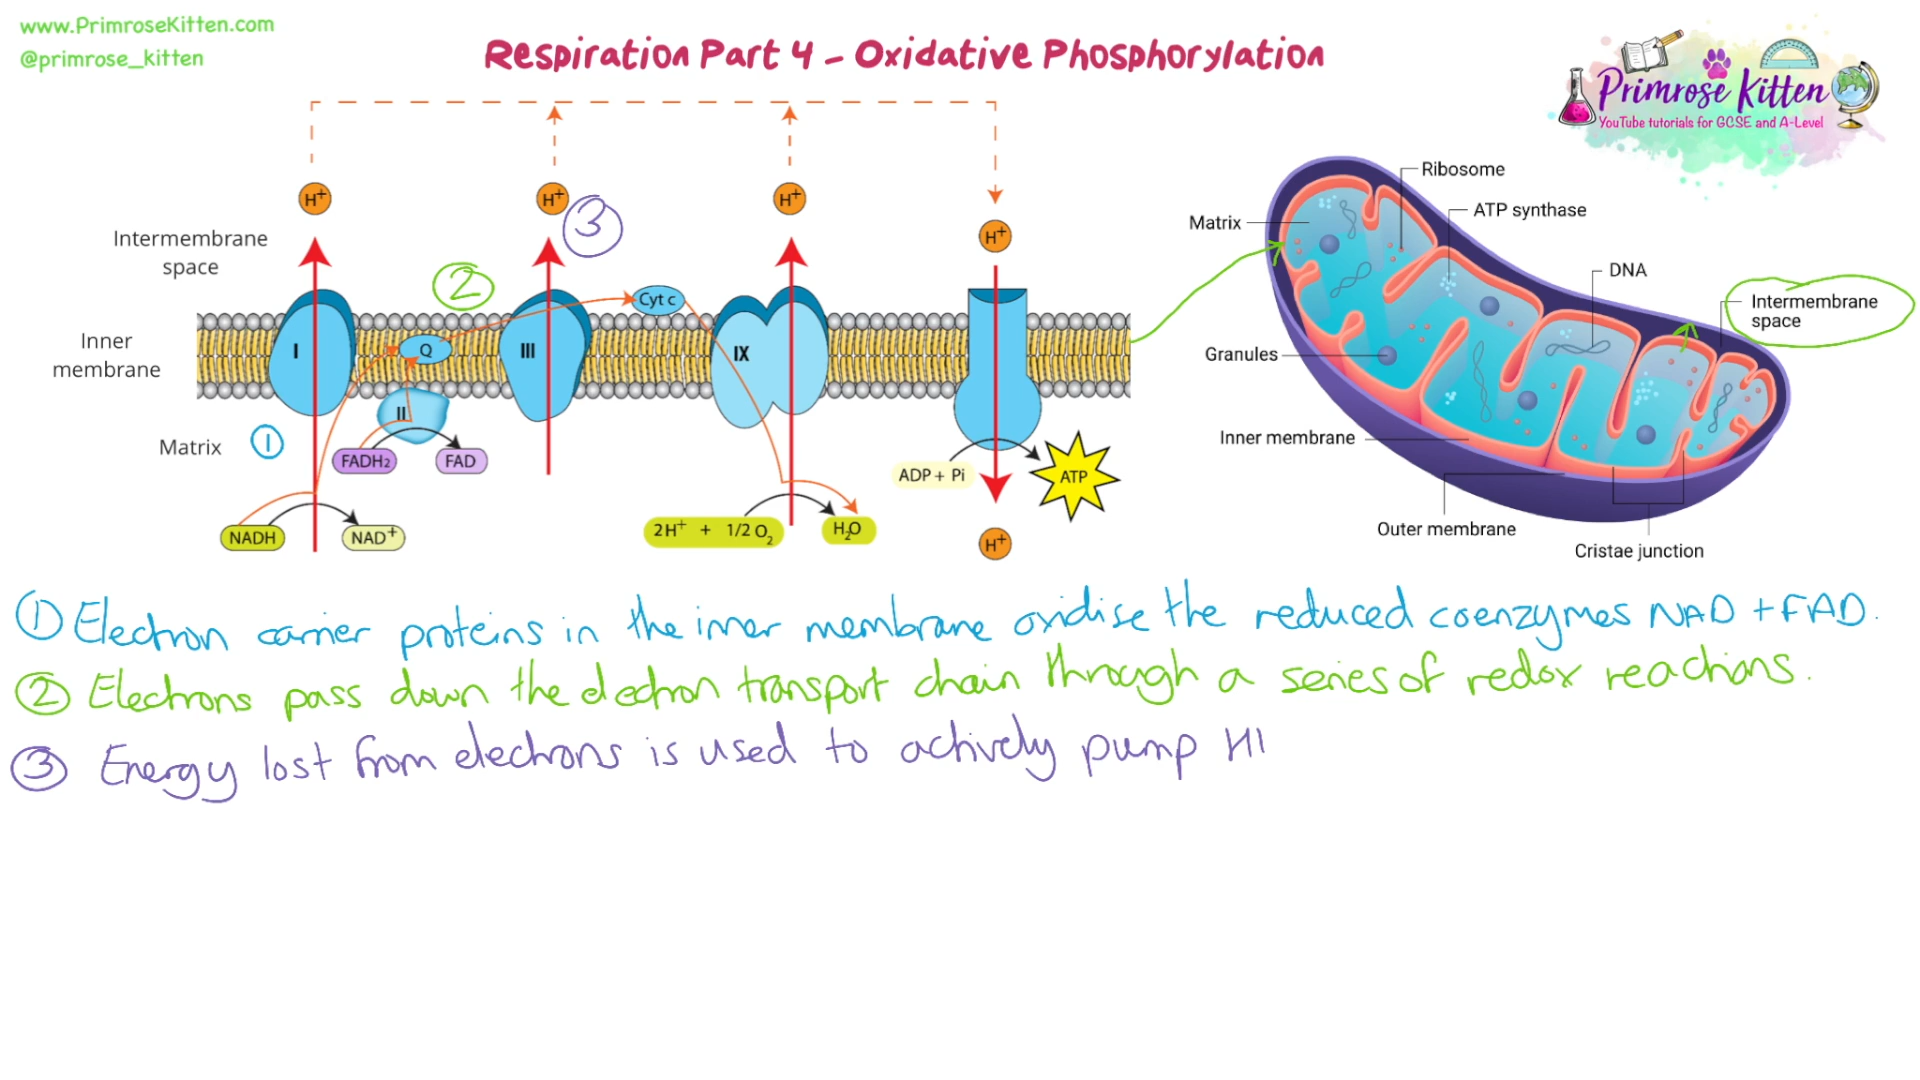 www.PrimroseKitten.com
@primrose_kitten
Respiration Part 4 - Oxidative Phosphorylation
Primrose Kitten
YouTube tutorials for GCSE and A-Level
H+
H+
H+
H+
Intermembrane
space
Inner
membrane
Matrix
1
2
3
I
Q
II
III
Cyt c
IX
FADH2
FAD
NADH
NAD+
2H+ + 1/2 O2
H2O
ADP + Pi
ATP
H+
Ribosome
ATP synthase
Matrix
DNA
Intermembrane
space
Granules
Inner membrane
Outer membrane
Cristae junction
1 Electron carrier proteins in the inner membrane oxidise the reduced coenzymes NAD + FAD.
2 Electrons pass down the electron transport chain through a series of redox reactions.
3 Energy lost from electrons is used to actively pump H